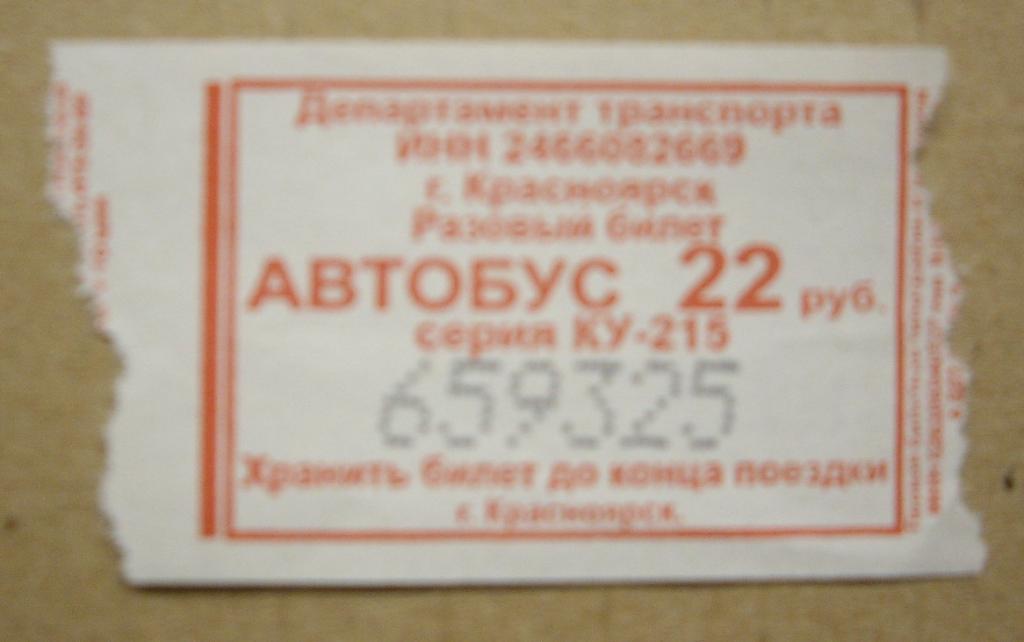 Департамент транспорта
ИНН 2466082669
г. Красноярск
Разовый билет
АВТОБУС 22 руб.
серия КУ-215
659325
Хранить билет до конца поездки
г. Красноярск.